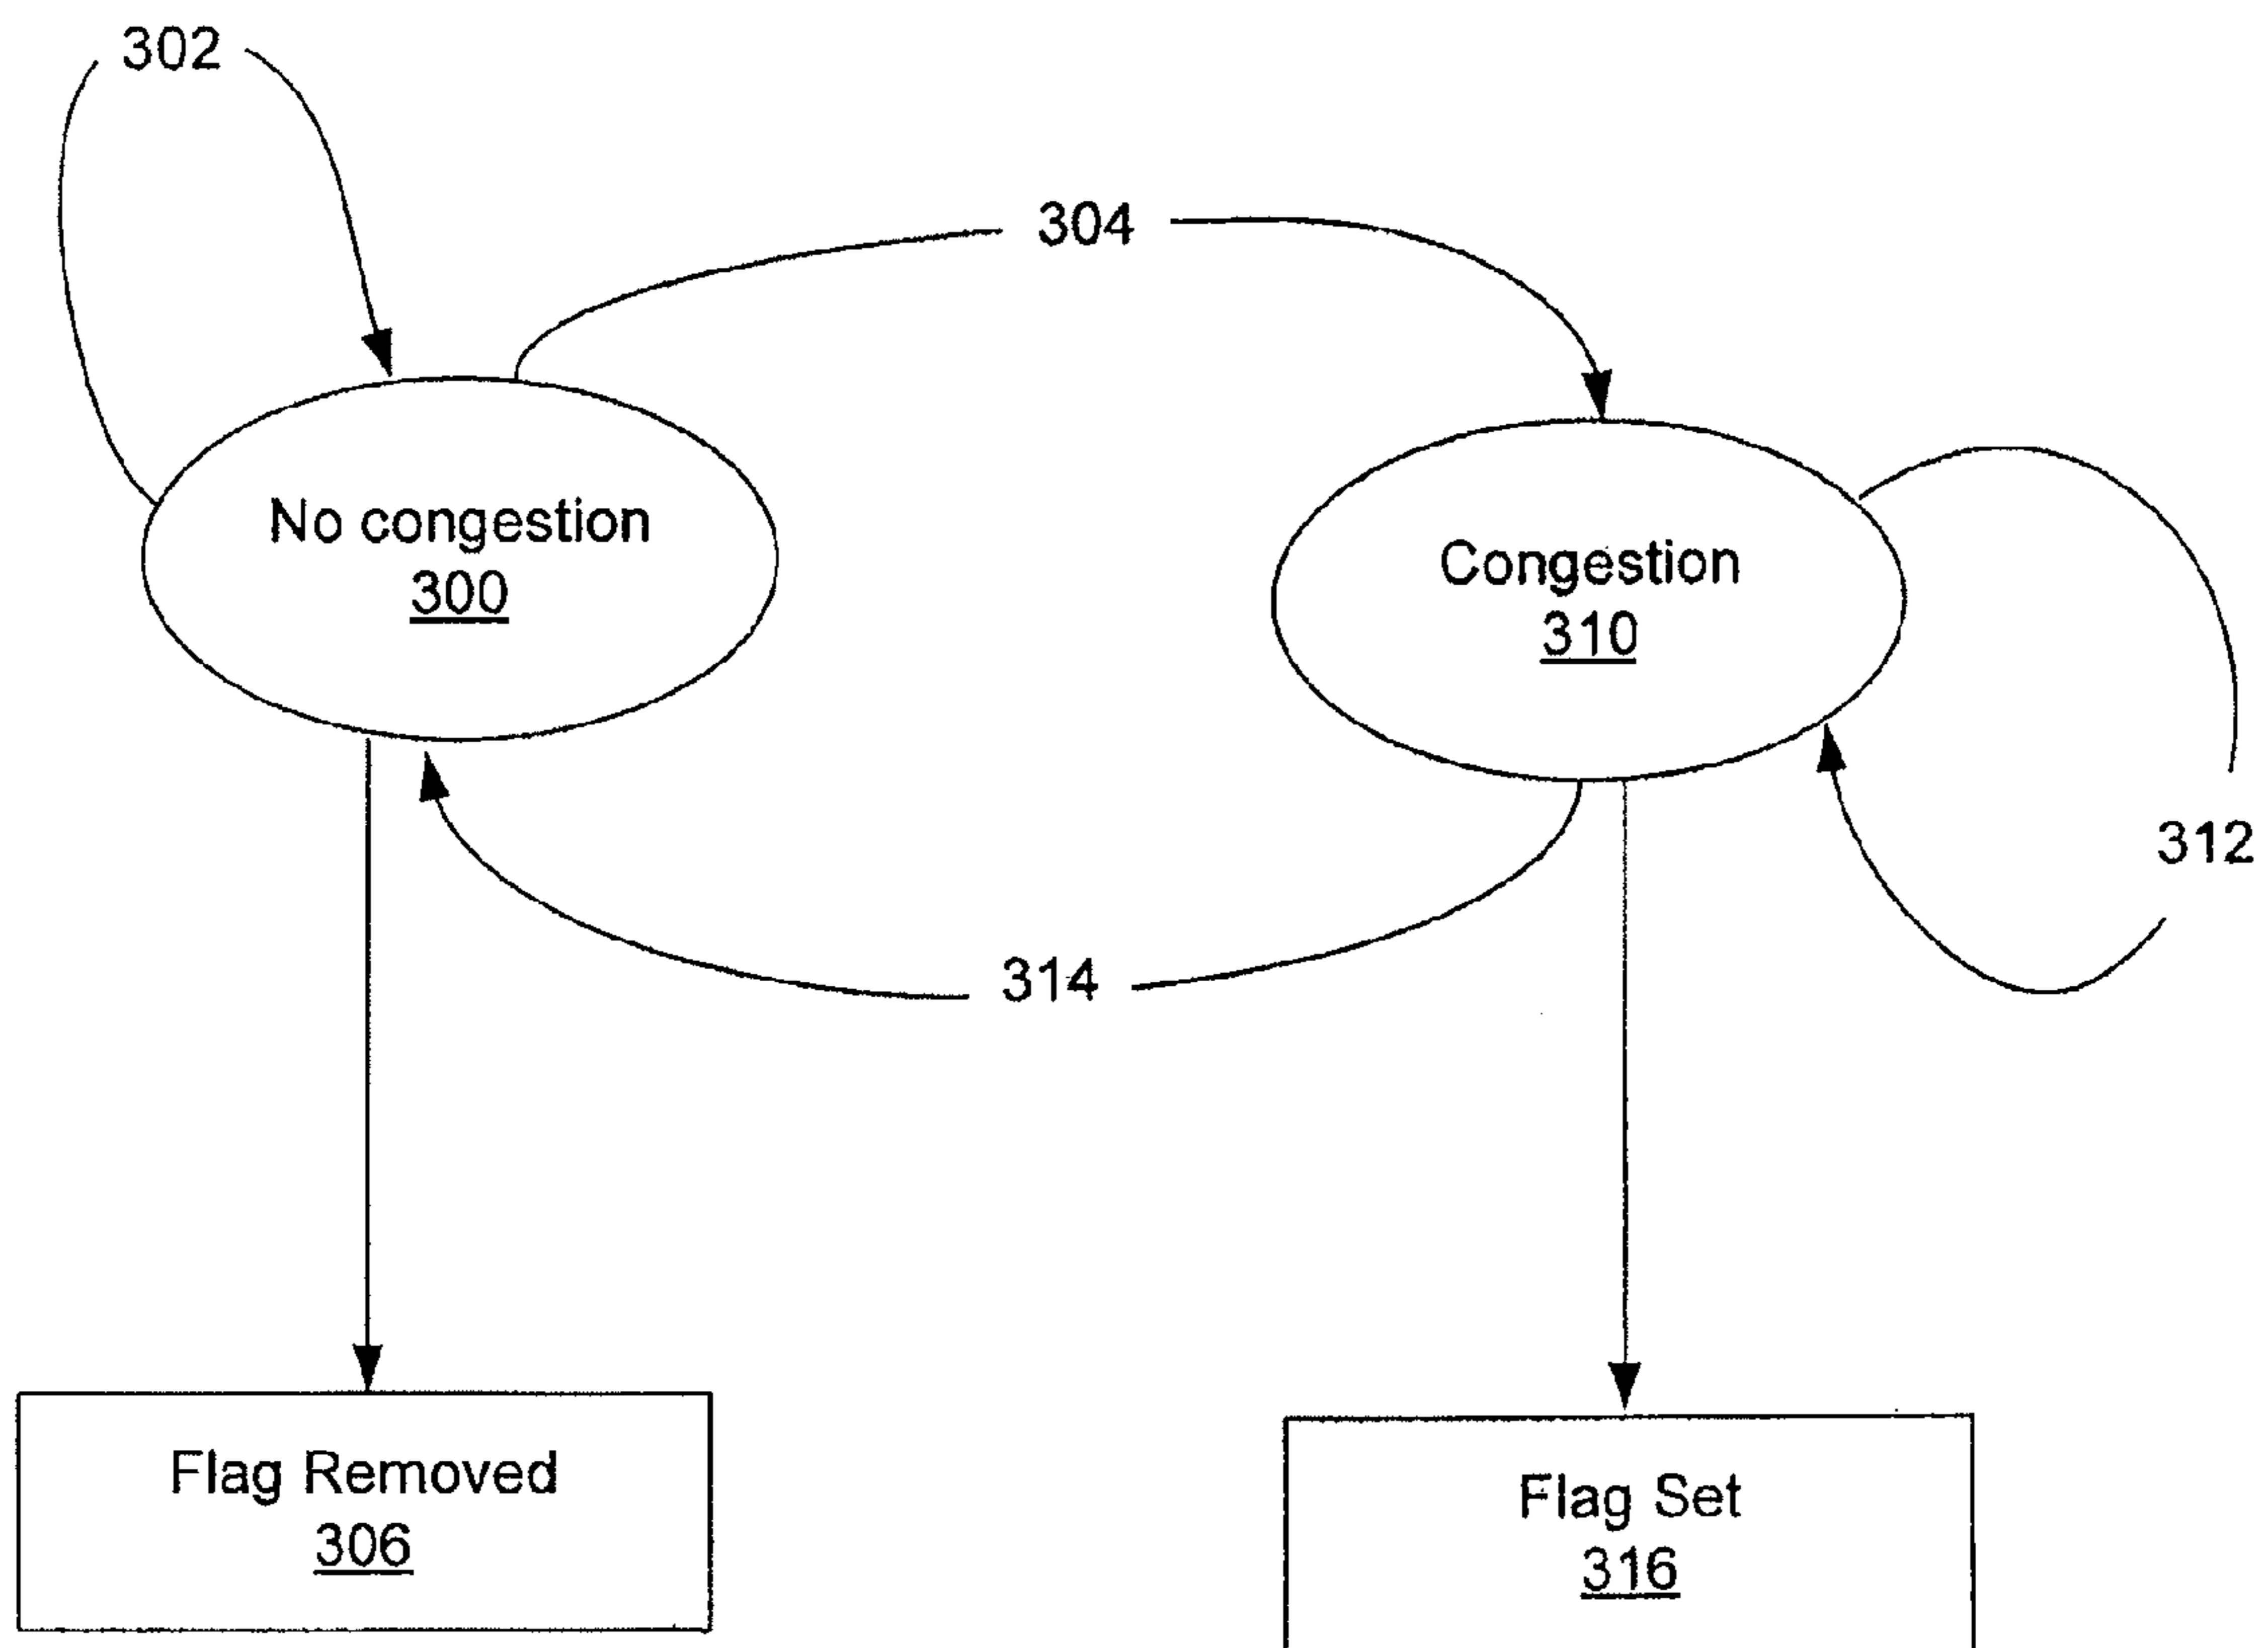 302
304
No congestion
300
Congestion
310
312
314
Flag Removed
306
Flag Set
316